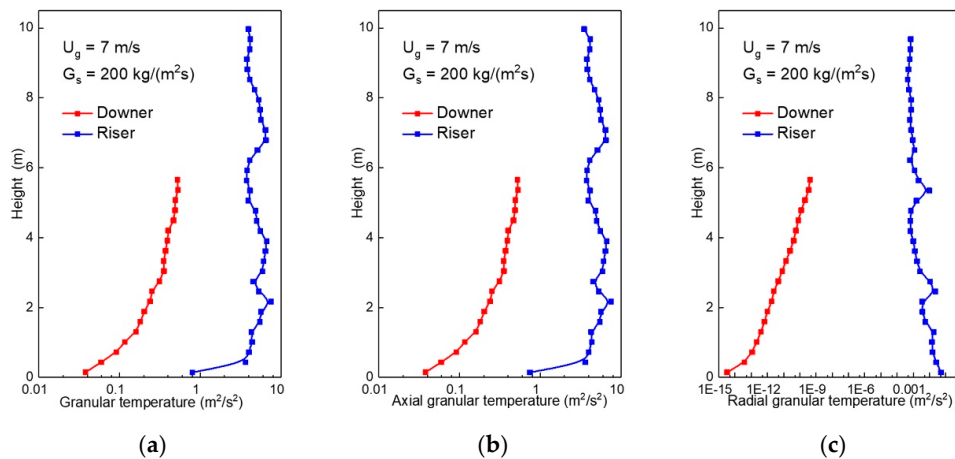 10
8
6
4
2
0
Height (m)
U_g = 7 m/s
G_s = 200 kg/(m²s)
Downer
Riser
0.01 0.1 1 10
Granular temperature (m²/s²)
(a)
10
8
6
4
2
0
Height (m)
U_g = 7 m/s
G_s = 200 kg/(m²s)
Downer
Riser
0.01 0.1 1 10
Axial granular temperature (m²/s²)
(b)
10
8
6
4
2
0
Height (m)
U_g = 7 m/s
G_s = 200 kg/(m²s)
Downer
Riser
1E-15 1E-12 1E-9 1E-6 0.001
Radial granular temperature (m²/s²)
(c)